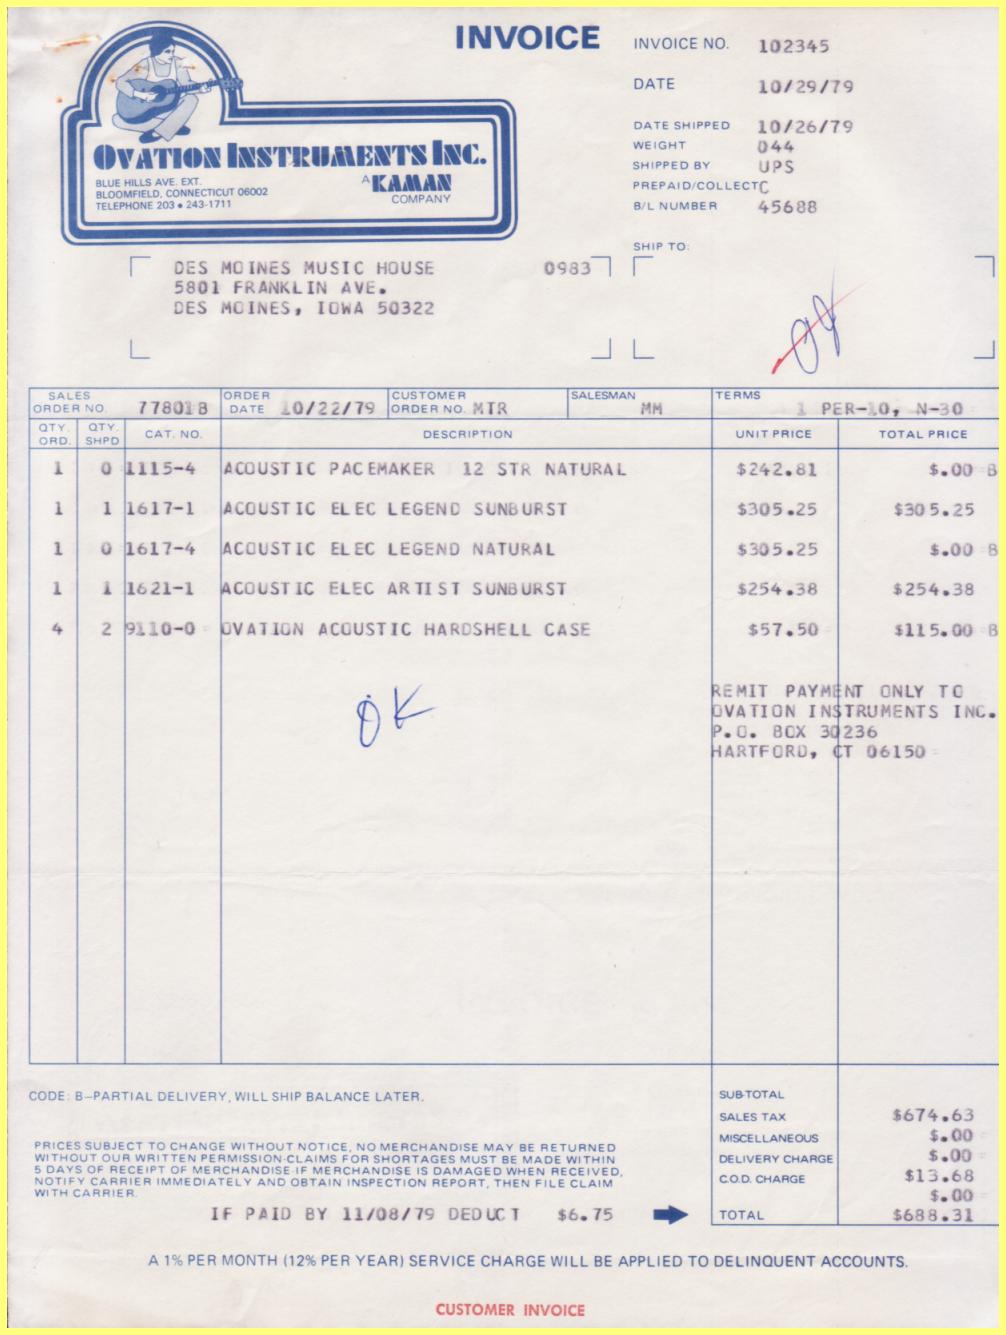 INVOICE
INVOICE NO. 102345
DATE 10/29/79
DATE SHIPPED 10/26/79
WEIGHT 044
SHIPPED BY UPS
PREPAID/COLLECT C
B/L NUMBER 45688
OVATION INSTRUMENTS INC.
BLUE HILLS AVE. EXT.
BLOOMFIELD, CONNECTICUT 06002
TELEPHONE 203 • 243-1711
A KAMAN
COMPANY
SHIP TO:
DES MOINES MUSIC HOUSE 0983
5801 FRANKLIN AVE.
DES MOINES, IOWA 50322
SALES ORDER NO. 77801B ORDER DATE 10/22/79 CUSTOMER ORDER NO. MTR SALESMAN MM TERMS 1 PER-10, N-30
QTY. ORD. QTY. SHPD CAT. NO. DESCRIPTION UNIT PRICE TOTAL PRICE
1 0 1115-4 ACOUSTIC PACEMAKER 12 STR NATURAL $242.81 $.00 B
1 1 1617-1 ACOUSTIC ELEC LEGEND SUNBURST $305.25 $305.25
1 0 1617-4 ACOUSTIC ELEC LEGEND NATURAL $305.25 $.00 B
1 1 1621-1 ACOUSTIC ELEC ARTIST SUNBURST $254.38 $254.38
4 2 9110-0 OVATION ACOUSTIC HARDSHELL CASE $57.50 $115.00 B
OK
REMIT PAYMENT ONLY TO
OVATION INSTRUMENTS INC.
P.O. BOX 30236
HARTFORD, CT 06150
CODE: B—PARTIAL DELIVERY, WILL SHIP BALANCE LATER.
PRICES SUBJECT TO CHANGE WITHOUT NOTICE, NO MERCHANDISE MAY BE RETURNED
WITHOUT OUR WRITTEN PERMISSION-CLAIMS FOR SHORTAGES MUST BE MADE WITHIN
5 DAYS OF RECEIPT OF MERCHANDISE-IF MERCHANDISE IS DAMAGED WHEN RECEIVED,
NOTIFY CARRIER IMMEDIATELY AND OBTAIN INSPECTION REPORT, THEN FILE CLAIM
WITH CARRIER.
SUB-TOTAL
SALES TAX $674.63
MISCELLANEOUS $.00
DELIVERY CHARGE $.00
C.O.D. CHARGE $13.68
$.00
IF PAID BY 11/08/79 DEDUCT $6.75 TOTAL $688.31
A 1% PER MONTH (12% PER YEAR) SERVICE CHARGE WILL BE APPLIED TO DELINQUENT ACCOUNTS.
CUSTOMER INVOICE